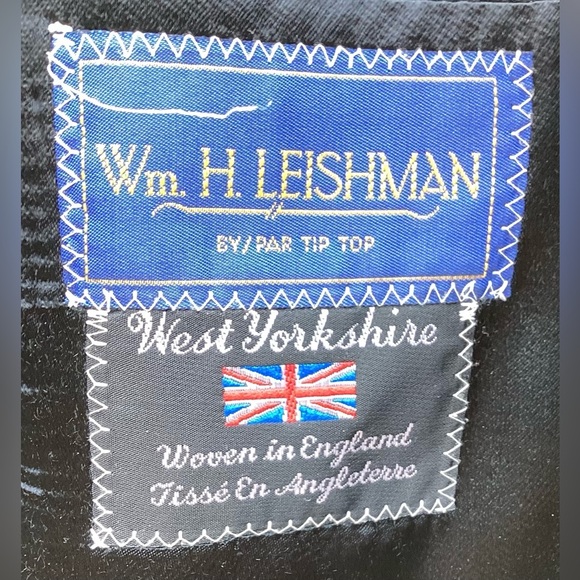 Wm. H. LEISHMAN
BY/PAR TIP TOP
West Yorkshire
Woven in England
Tissé En Angleterre